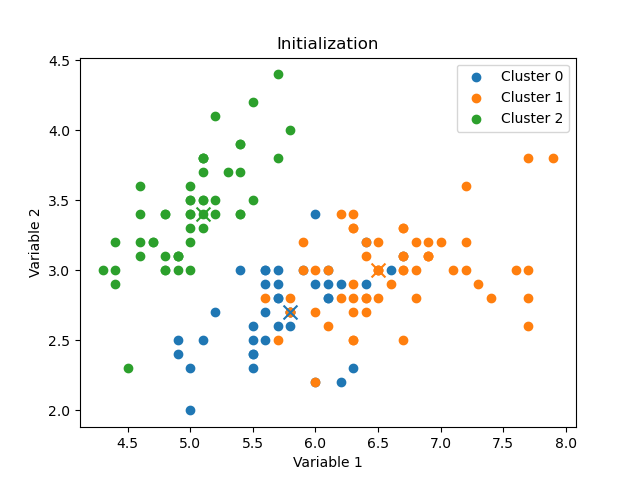 Initialization
Cluster 0
Cluster 1
Cluster 2
4.5
4.0
3.5
3.0
2.5
2.0
Variable 2
4.5 5.0 5.5 6.0 6.5 7.0 7.5 8.0
Variable 1